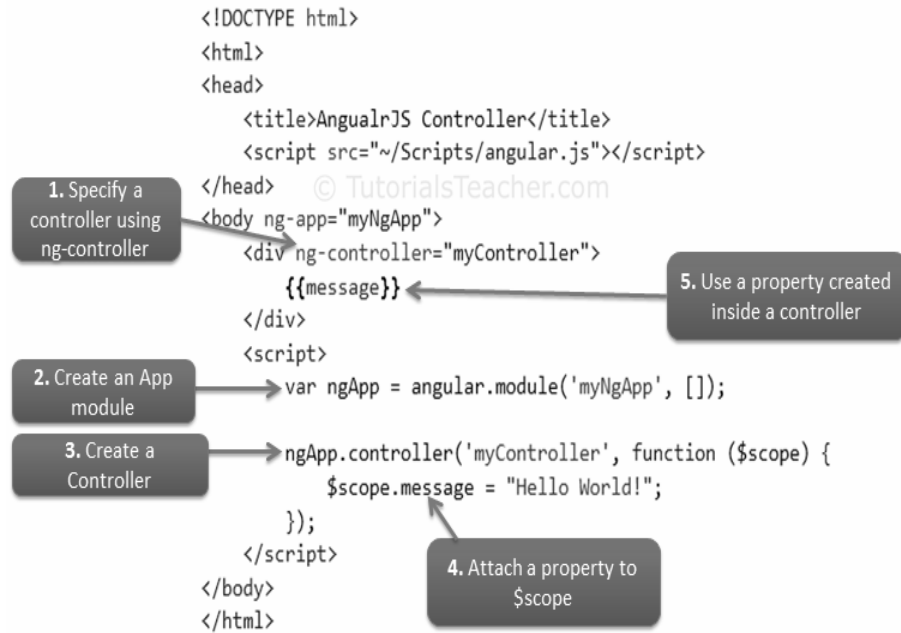 <!DOCTYPE html>
<html>
<head>
<title>AngualrJS Controller</title>
<script src="~/Scripts/angular.js"></script>
</head>
© TutorialsTeacher.com
<body ng-app="myNgApp">
<div ng-controller="myController">
{{message}}
</div>
<script>
var ngApp = angular.module('myNgApp', []);
ngApp.controller('myController', function ($scope) {
$scope.message = "Hello World!";
});
</script>
</body>
</html>
1. Specify a
controller using
ng-controller
2. Create an App
module
3. Create a
Controller
4. Attach a property to
$scope
5. Use a property created
inside a controller